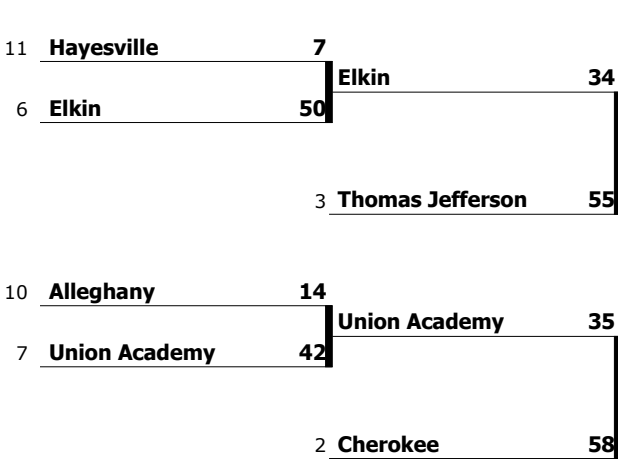 11 Hayesville 7
Elkin 34
6 Elkin 50
3 Thomas Jefferson 55
10 Alleghany 14
Union Academy 35
7 Union Academy 42
2 Cherokee 58